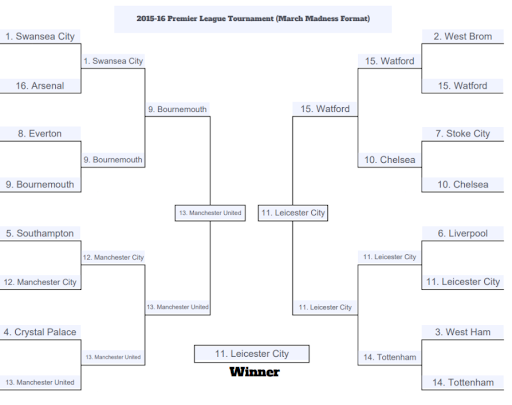 2015-16 Premier League Tournament (March Madness Format)
1. Swansea City
16. Arsenal
8. Everton
9. Bournemouth
5. Southampton
12. Manchester City
4. Crystal Palace
13. Manchester United
1. Swansea City
9. Bournemouth
12. Manchester City
13. Manchester United
9. Bournemouth
13. Manchester United
13. Manchester United
11. Leicester City
15. Watford
11. Leicester City
15. Watford
10. Chelsea
11. Leicester City
14. Tottenham
2. West Brom
15. Watford
7. Stoke City
10. Chelsea
6. Liverpool
11. Leicester City
3. West Ham
14. Tottenham
11. Leicester City
Winner